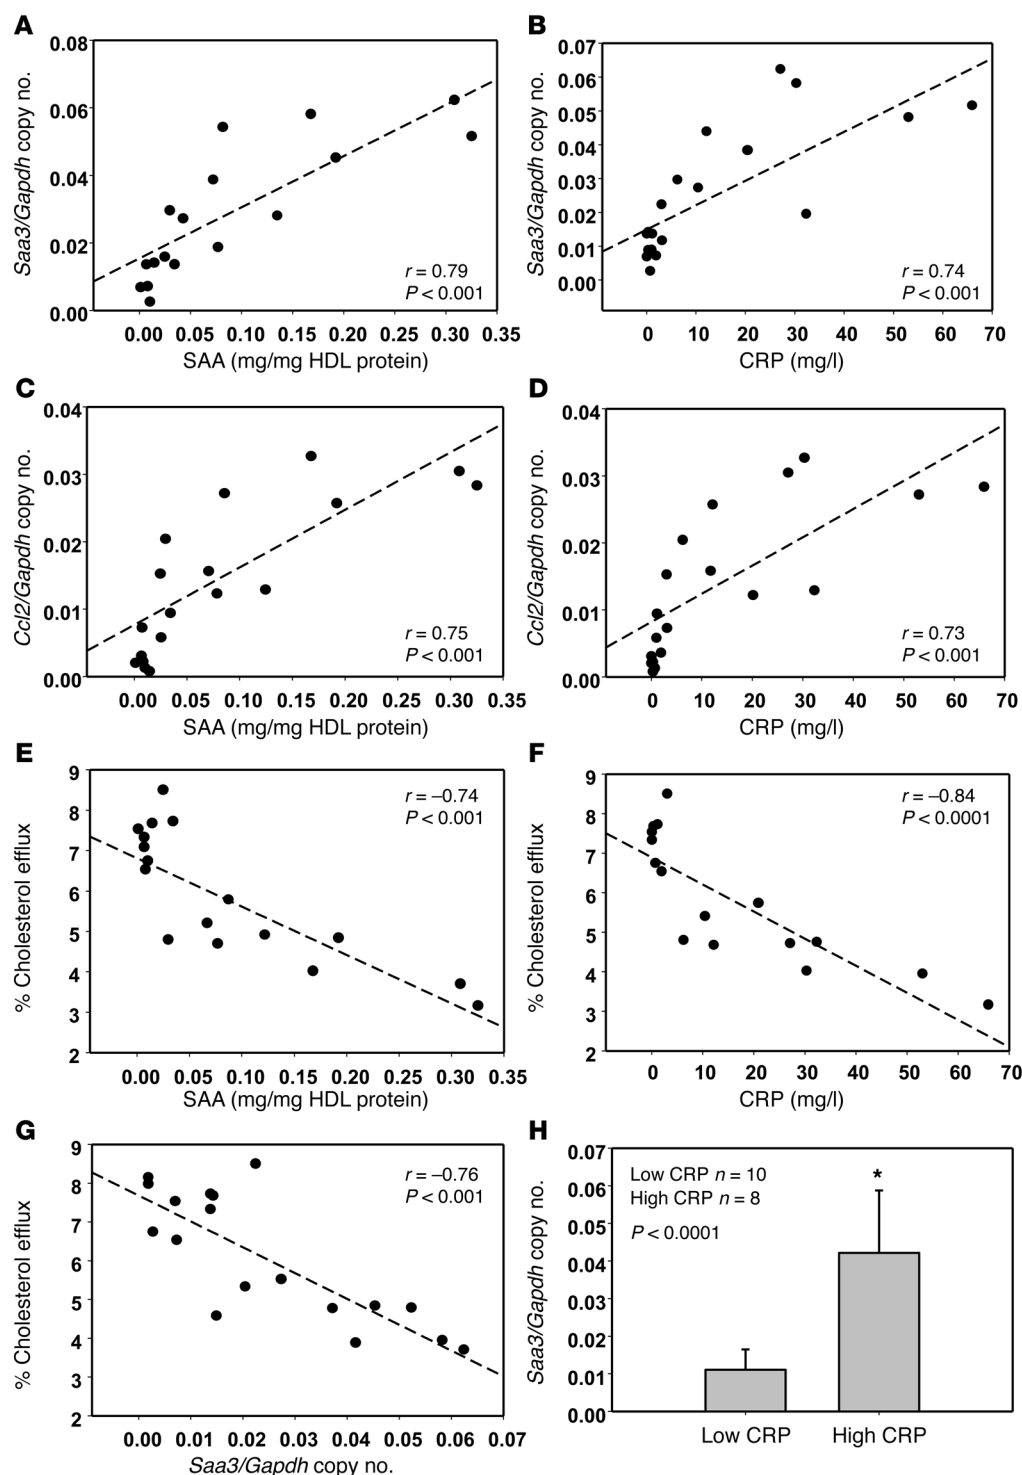 A
B
0.08
0.06
0.04
0.02
0.00
Saa3/Gapdh copy no.
r = 0.79
P < 0.001
0.00 0.05 0.10 0.15 0.20 0.25 0.30 0.35
SAA (mg/mg HDL protein)
0.07
0.06
0.05
0.04
0.03
0.02
0.01
0.00
Saa3/Gapdh copy no.
r = 0.74
P < 0.001
0 10 20 30 40 50 60 70
CRP (mg/l)
C
D
0.04
0.03
0.02
0.01
0.00
Ccl2/Gapdh copy no.
r = 0.75
P < 0.001
0.00 0.05 0.10 0.15 0.20 0.25 0.30 0.35
SAA (mg/mg HDL protein)
0.04
0.03
0.02
0.01
0.00
Ccl2/Gapdh copy no.
r = 0.73
P < 0.001
0 10 20 30 40 50 60 70
CRP (mg/l)
E
F
9
8
7
6
5
4
3
2
% Cholesterol efflux
r = –0.74
P < 0.001
0.00 0.05 0.10 0.15 0.20 0.25 0.30 0.35
SAA (mg/mg HDL protein)
9
8
7
6
5
4
3
2
% Cholesterol efflux
r = –0.84
P < 0.0001
0 10 20 30 40 50 60 70
CRP (mg/l)
G
H
9
8
7
6
5
4
3
2
% Cholesterol efflux
r = –0.76
P < 0.001
0.00 0.01 0.02 0.03 0.04 0.05 0.06 0.07
Saa3/Gapdh copy no.
0.07
0.06
0.05
0.04
0.03
0.02
0.01
0.00
Saa3/Gapdh copy no.
Low CRP n = 10
High CRP n = 8
P < 0.0001
*
Low CRP High CRP